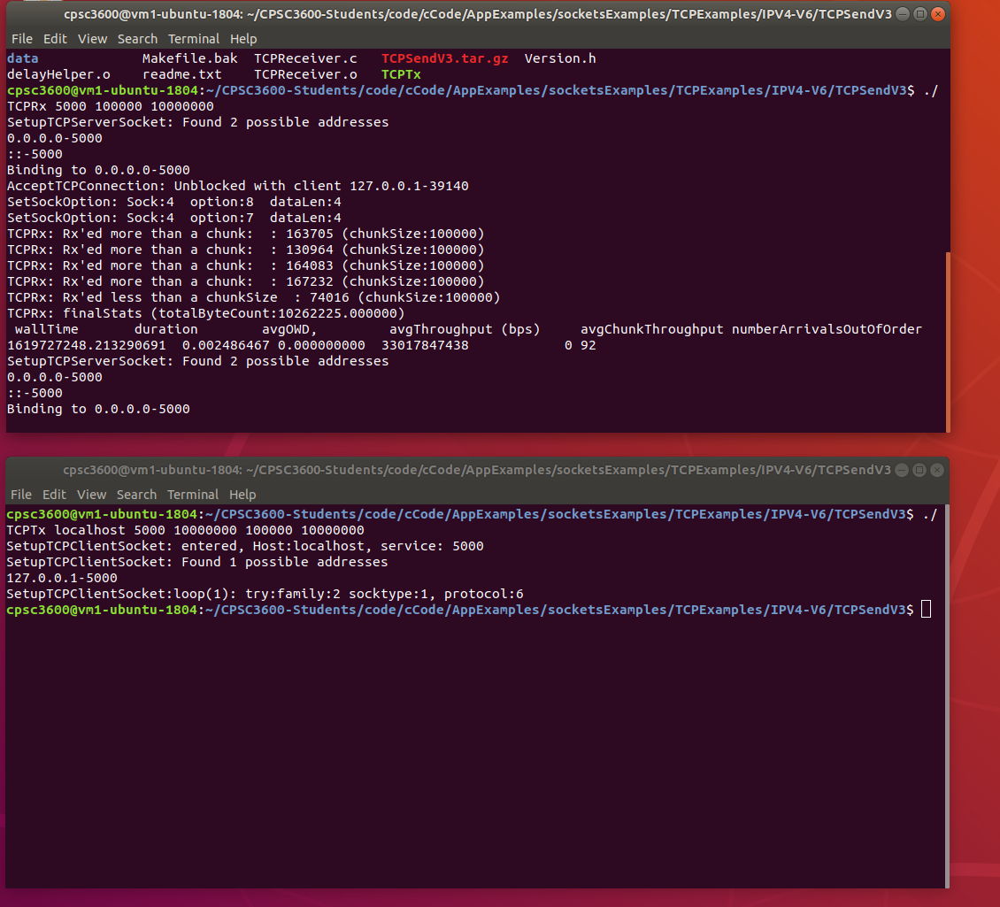 cpsc3600@vm1-ubuntu-1804: ~/CPSC3600-Students/code/cCode/AppExamples/socketsExamples/TCPExamples/IPV4-V6/TCPSendV3
File Edit View Search Terminal Help
data Makefile.bak TCPReceiver.c TCPSendV3.tar.gz Version.h
delayHelper.o readme.txt TCPReceiver.o TCPTx
cpsc3600@vm1-ubuntu-1804:~/CPSC3600-Students/code/cCode/AppExamples/socketsExamples/TCPExamples/IPV4-V6/TCPSendV3$ ./
TCPRx 5000 100000 10000000
SetupTCPServerSocket: Found 2 possible addresses
0.0.0.0-5000
::-5000
Binding to 0.0.0.0-5000
AcceptTCPConnection: Unblocked with client 127.0.0.1-39140
SetSockOption: Sock:4 option:8 dataLen:4
SetSockOption: Sock:4 option:7 dataLen:4
TCPRx: Rx'ed more than a chunk: : 163705 (chunkSize:100000)
TCPRx: Rx'ed more than a chunk: : 130964 (chunkSize:100000)
TCPRx: Rx'ed more than a chunk: : 164083 (chunkSize:100000)
TCPRx: Rx'ed more than a chunk: : 167232 (chunkSize:100000)
TCPRx: Rx'ed less than a chunkSize : 74016 (chunkSize:100000)
TCPRx: finalStats (totalByteCount:10262225.000000)
wallTime duration avgOWD, avgThroughput (bps) avgChunkThroughput numberArrivalsOutOfOrder
1619727248.213290691 0.002486467 0.000000000 33017847438 0 92
SetupTCPServerSocket: Found 2 possible addresses
0.0.0.0-5000
::-5000
Binding to 0.0.0.0-5000
cpsc3600@vm1-ubuntu-1804: ~/CPSC3600-Students/code/cCode/AppExamples/socketsExamples/TCPExamples/IPV4-V6/TCPSendV3
File Edit View Search Terminal Help
cpsc3600@vm1-ubuntu-1804:~/CPSC3600-Students/code/cCode/AppExamples/socketsExamples/TCPExamples/IPV4-V6/TCPSendV3$ ./
TCPTx localhost 5000 10000000 100000 10000000
SetupTCPClientSocket: entered, Host:localhost, service: 5000
SetupTCPClientSocket: Found 1 possible addresses
127.0.0.1-5000
SetupTCPClientSocket:loop(1): try:family:2 socktype:1, protocol:6
cpsc3600@vm1-ubuntu-1804:~/CPSC3600-Students/code/cCode/AppExamples/socketsExamples/TCPExamples/IPV4-V6/TCPSendV3$